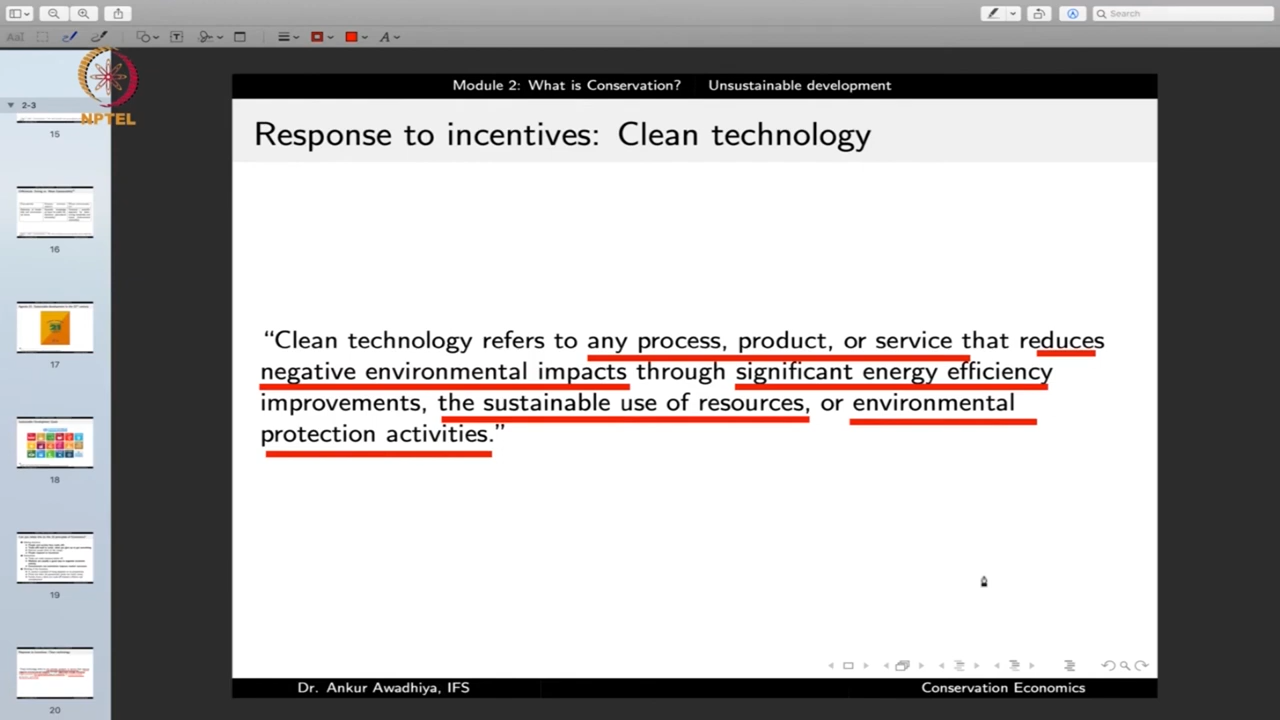 Search
AaI
A
NPTEL
2-3
15
16
17
18
19
20
Module 2: What is Conservation? Unsustainable development
Response to incentives: Clean technology
“Clean technology refers to any process, product, or service that reduces
negative environmental impacts through significant energy efficiency
improvements, the sustainable use of resources, or environmental
protection activities.”
Dr. Ankur Awadhiya, IFS Conservation Economics